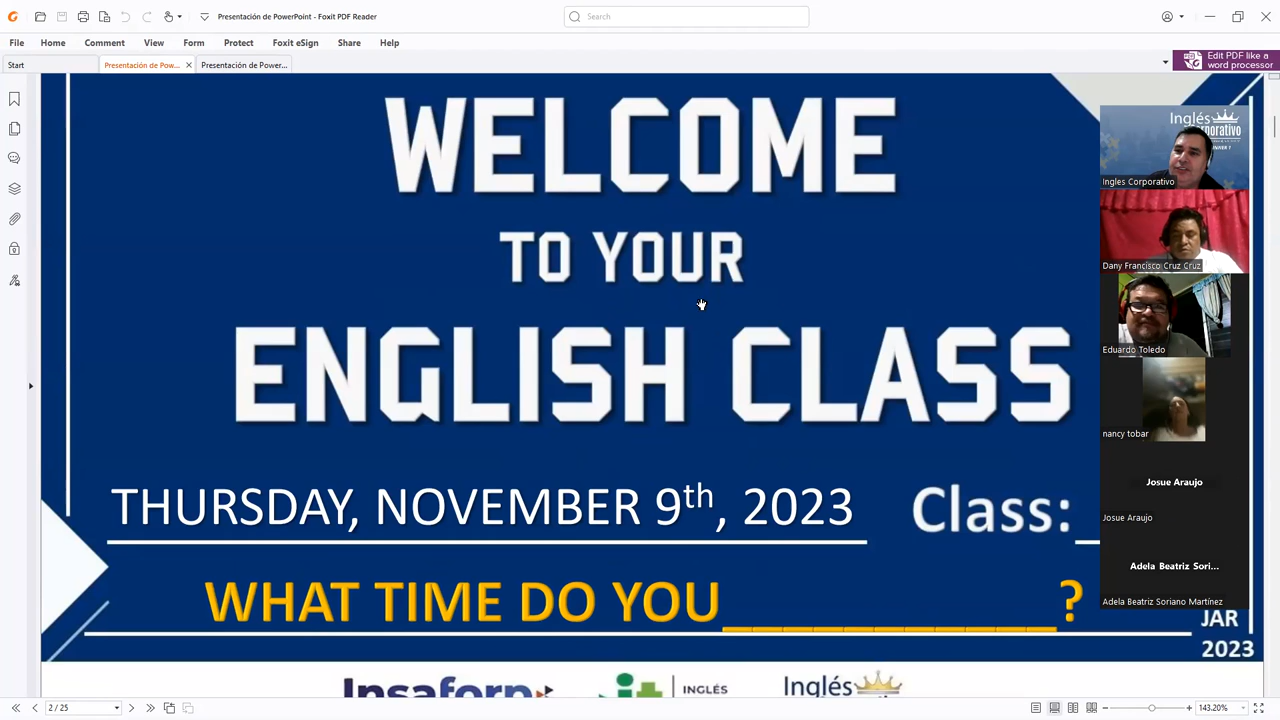 Presentación de PowerPoint - Foxit PDF Reader
Search
File Home Comment View Form Protect Foxit eSign Share Help
Edit PDF like a
word processor
Start Presentación de Pow... Presentación de Power...
WELCOME
TO YOUR
ENGLISH CLASS
THURSDAY, NOVEMBER 9th, 2023 Class:
WHAT TIME DO YOU___________?
JAR
2023
Insaforp
INGLÉS
Inglés
Inglés
Corporativo
Ingles Corporativo
Dany Francisco Cruz Cruz
Eduardo Toledo
nancy tobar
Josue Araujo
Josue Araujo
Adela Beatriz Sori...
Adela Beatriz Soriano Martínez
2 / 25
143.20%